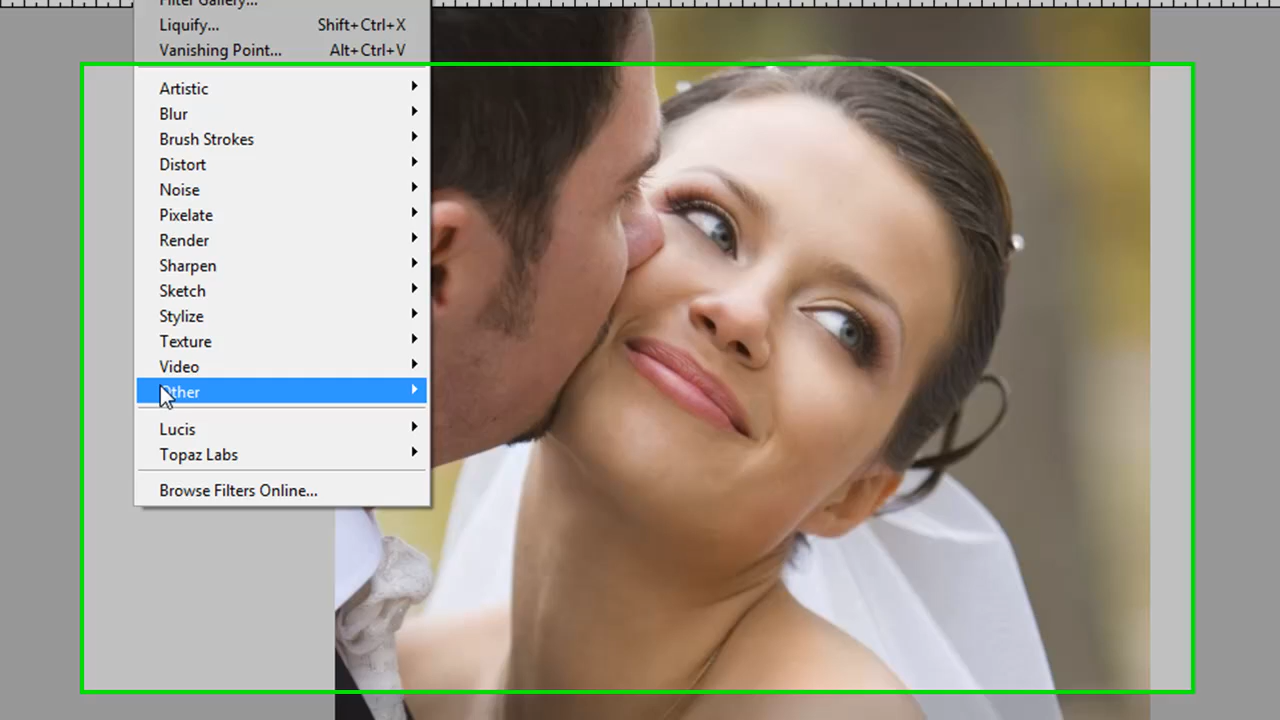 Filter Gallery...
Liquify... Shift+Ctrl+X
Vanishing Point... Alt+Ctrl+V
Artistic
Blur
Brush Strokes
Distort
Noise
Pixelate
Render
Sharpen
Sketch
Stylize
Texture
Video
Other
Lucis
Topaz Labs
Browse Filters Online...